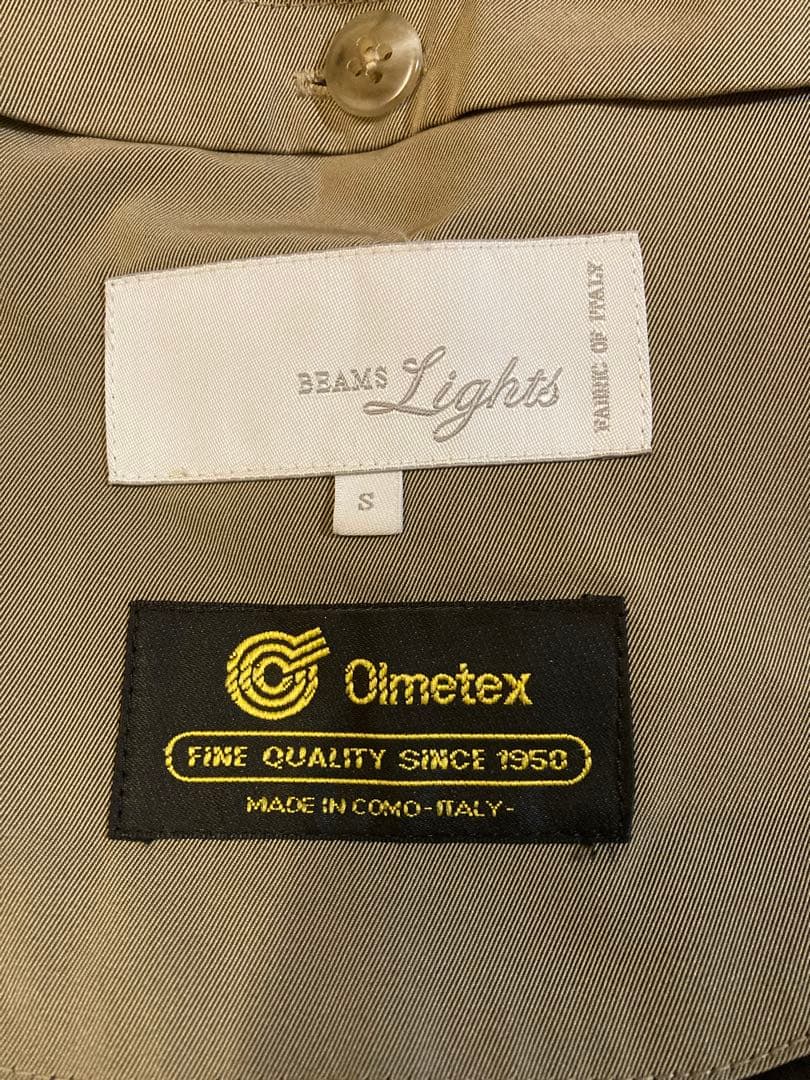 BEAMS Lights
FABRIC OF ITALY
S
Olmetex
FINE QUALITY SINCE 1950
MADE IN COMO-ITALY-